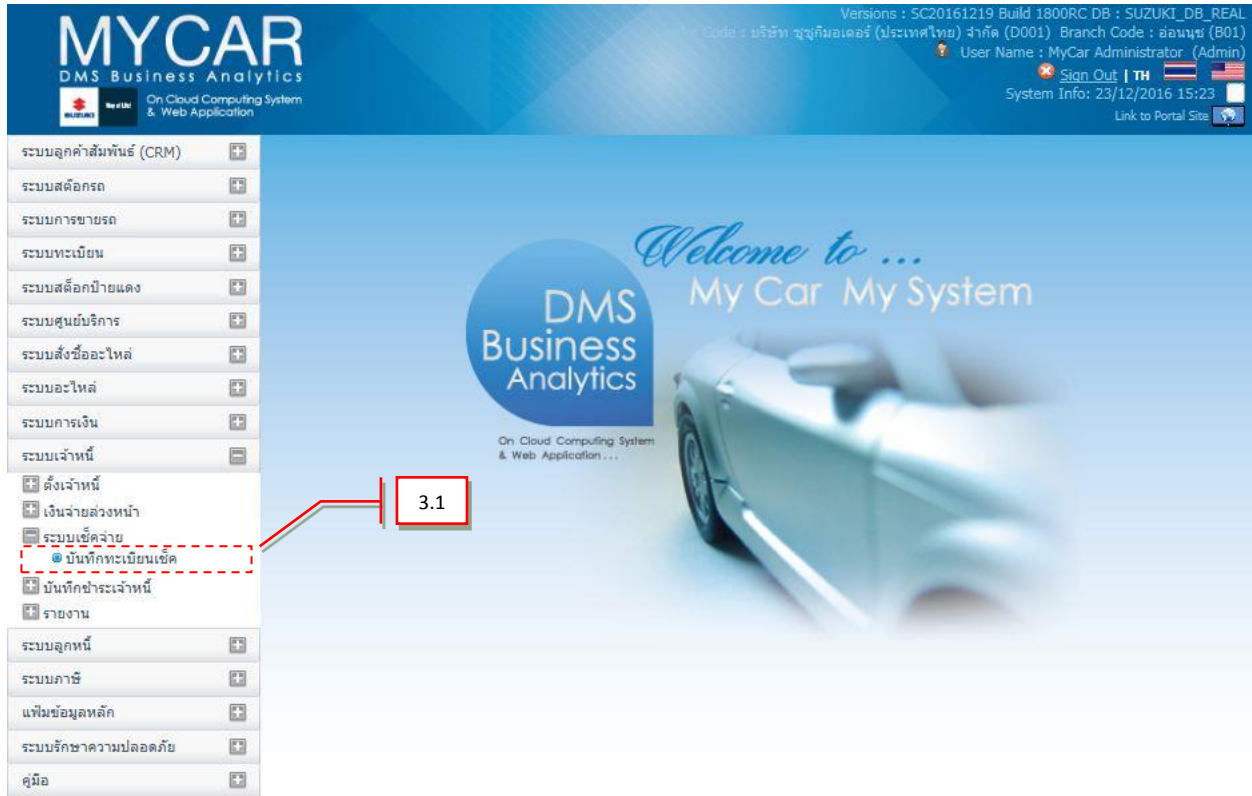 MYCAR
DMS Business Analytics
On Cloud Computing System
& Web Application
SUZUKI
Way of Life!
Versions : SC20161219 Build 1800RC DB : SUZUKI_DB_REAL
Code : บริษัท ซูซูกิมอเตอร์ (ประเทศไทย) จำกัด (D001) Branch Code : อ่อนนุช (B01)
User Name : MyCar Administrator (Admin)
Sign Out | TH
System Info: 23/12/2016 15:23
Link to Portal Site
ระบบลูกค้าสัมพันธ์ (CRM)
ระบบสต๊อกรถ
ระบบการขายรถ
ระบบทะเบียน
ระบบสต็อกป้ายแดง
ระบบศูนย์บริการ
ระบบสั่งซื้ออะไหล่
ระบบอะไหล่
ระบบการเงิน
ระบบเจ้าหนี้
ตั้งเจ้าหนี้
เงินจ่ายล่วงหน้า
ระบบเช็คจ่าย
บันทึกทะเบียนเช็ค
บันทึกชำระเจ้าหนี้
รายงาน
ระบบลูกหนี้
ระบบภาษี
แฟ้มข้อมูลหลัก
ระบบรักษาความปลอดภัย
คู่มือ
3.1
Welcome to ...
My Car My System
DMS
Business
Analytics
On Cloud Computing System
& Web Application...